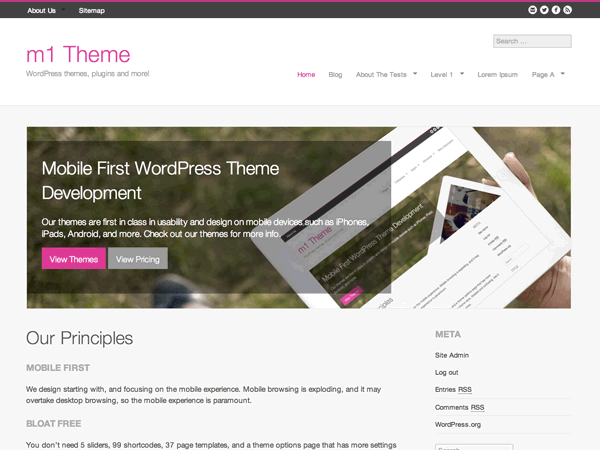 About Us Sitemap
m1 Theme
WordPress themes, plugins and more!
Search ...
Home Blog About The Tests Level 1 Lorem Ipsum Page A
Mobile First WordPress Theme
Development
Our themes are first in class in usability and design on mobile devices such as iPhones,
iPads, Android, and more. Check out our themes for more info.
View Themes View Pricing
m1 Theme
Mobile First WordPress Theme Development
Our Principles
MOBILE FIRST
We design starting with, and focusing on the mobile experience. Mobile browsing is exploding, and it may
overtake desktop browsing, so the mobile experience is paramount.
BLOAT FREE
You don't need 5 sliders, 99 shortcodes, 37 page templates, and a theme options page that has more settings
META
Site Admin
Log out
Entries RSS
Comments RSS
WordPress.org
Search